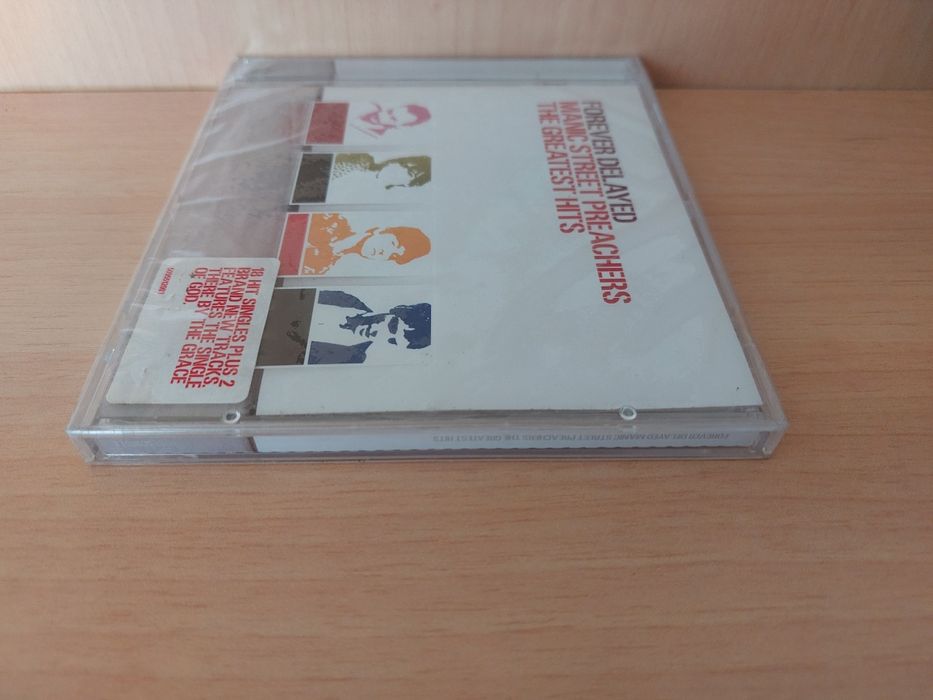 FOREVER DELAYED
MANIC STREET PREACHERS
THE GREATEST HITS
18 HIT SINGLES PLUS 2
BRAND NEW TRACKS.
FEATURES THE SINGLE
THERE BY THE GRACE
OF GOD.
FOREVER DELAYED MANIC STREET PREACHERS THE GREATEST HITS